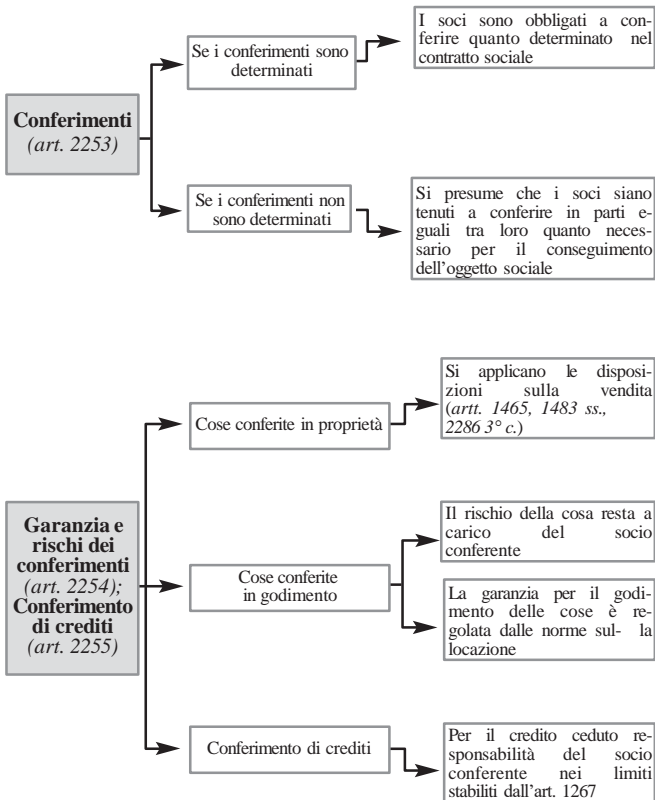 Conferimenti
(art. 2253)
Se i conferimenti sono
determinati
I soci sono obbligati a con-
ferire quanto determinato nel
contratto sociale
Se i conferimenti non
sono determinati
Si presume che i soci siano
tenuti a conferire in parti e-
guali tra loro quanto neces-
sario per il conseguimento
dell'oggetto sociale
Garanzia e
rischi dei
conferimenti
(art. 2254);
Conferimento
di crediti
(art. 2255)
Cose conferite in proprietà
Si applicano le disposi-
zioni sulla vendita
(artt. 1465, 1483 ss.,
2286 3° c.)
Cose conferite
in godimento
Il rischio della cosa resta a
carico del socio
conferente
La garanzia per il godi-
mento delle cose è re-
golata dalle norme sul- la
locazione
Conferimento di crediti
Per il credito ceduto re-
sponsabilità del socio
conferente nei limiti
stabiliti dall'art. 1267